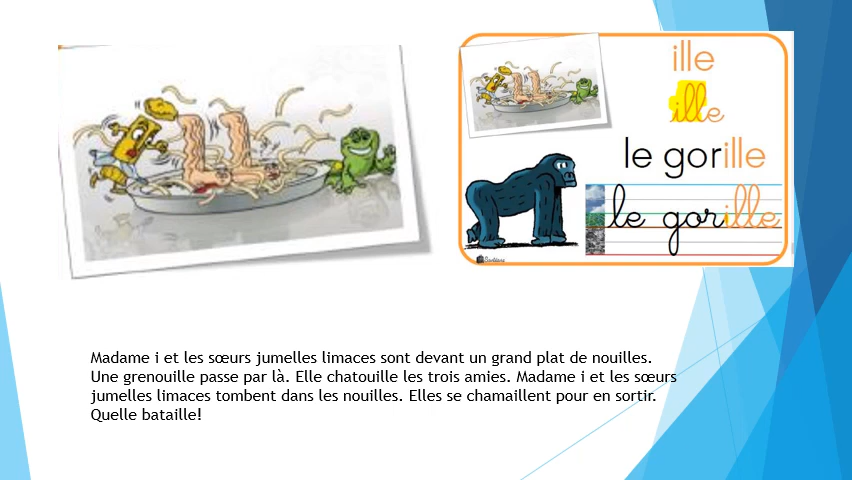 ille
ille
le gorille
le gorille
Madame i et les sœurs jumelles limaces sont devant un grand plat de nouilles.
Une grenouille passe par là. Elle chatouille les trois amies. Madame i et les sœurs
jumelles limaces tombent dans les nouilles. Elles se chamaillent pour en sortir.
Quelle bataille!